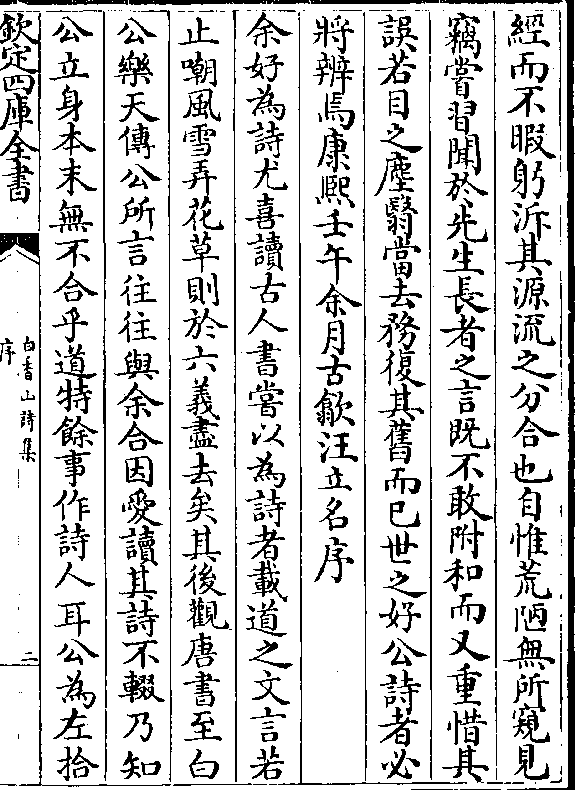 經而不暇躬泝其源流之分合也自惟荒陋無所窺見
竊嘗習聞於先生長者之言既不敢附和而又重惜其
誤若目之塵翳當去務復其舊而已世之好公詩者必
將辨焉康熙壬午余月古歙汪立名序
余好為詩尤喜讀古人書嘗以為詩者載道之文言若
止嘲風雪弄花草則於六義盡去矣其後觀唐書至白
公樂天傳公所言往往與余合因愛讀其詩不輟乃知
公立身本末無不合乎道特餘事作詩人耳公為左拾
欽定四庫全書
白香山詩集
序
二